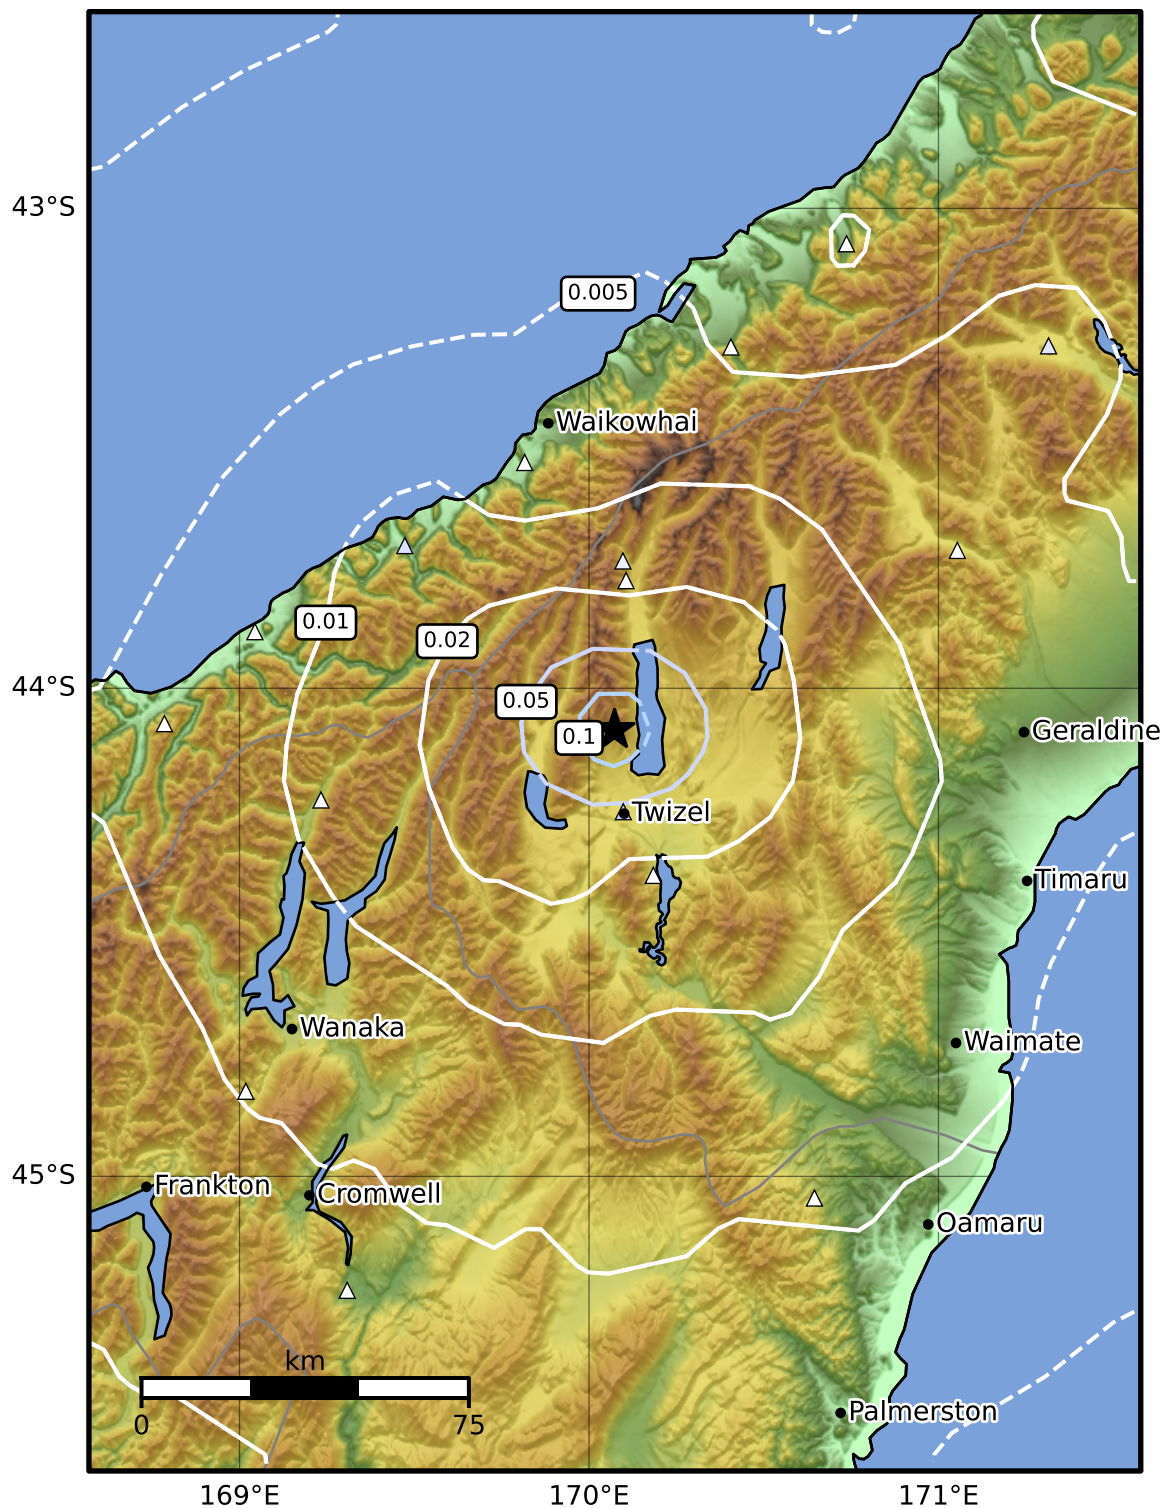 43°S
0.005
Waikowhai
0.01
0.02
44°S
0.05
0.1
Geraldine
Twizel
Timaru
Wanaka
Waimate
45°S
Frankton
Cromwell
Oamaru
km
0
75
Palmerston
169°E
170°E
171°E